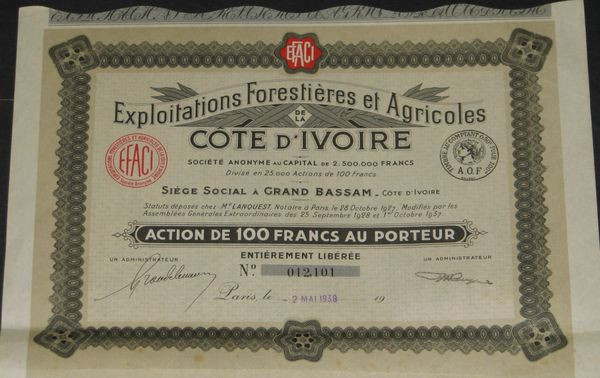 EFACI
Exploitations Forestières et Agricoles
DE LA
CÔTE D'IVOIRE
SOCIÉTÉ ANONYME AU CAPITAL DE 2.500.000 FRANCS
Divisé en 25.000 Actions de 100 Francs
EFACI
A.O.F
SIÈGE SOCIAL À GRAND BASSAM - CÔTE D'IVOIRE
Statuts déposés chez Me LANQUEST, Notaire à Paris, le 28 Octobre 1927. Modifiés par les
Assemblées Générales Extraordinaires des 25 Septembre 1928 et 1er Octobre 1937.
ACTION DE 100 FRANCS AU PORTEUR
ENTIÈREMENT LIBÉRÉE
UN ADMINISTRATEUR
UN ADMINISTRATEUR
No 012,101
Paris, le - 2 MAI 1938 19